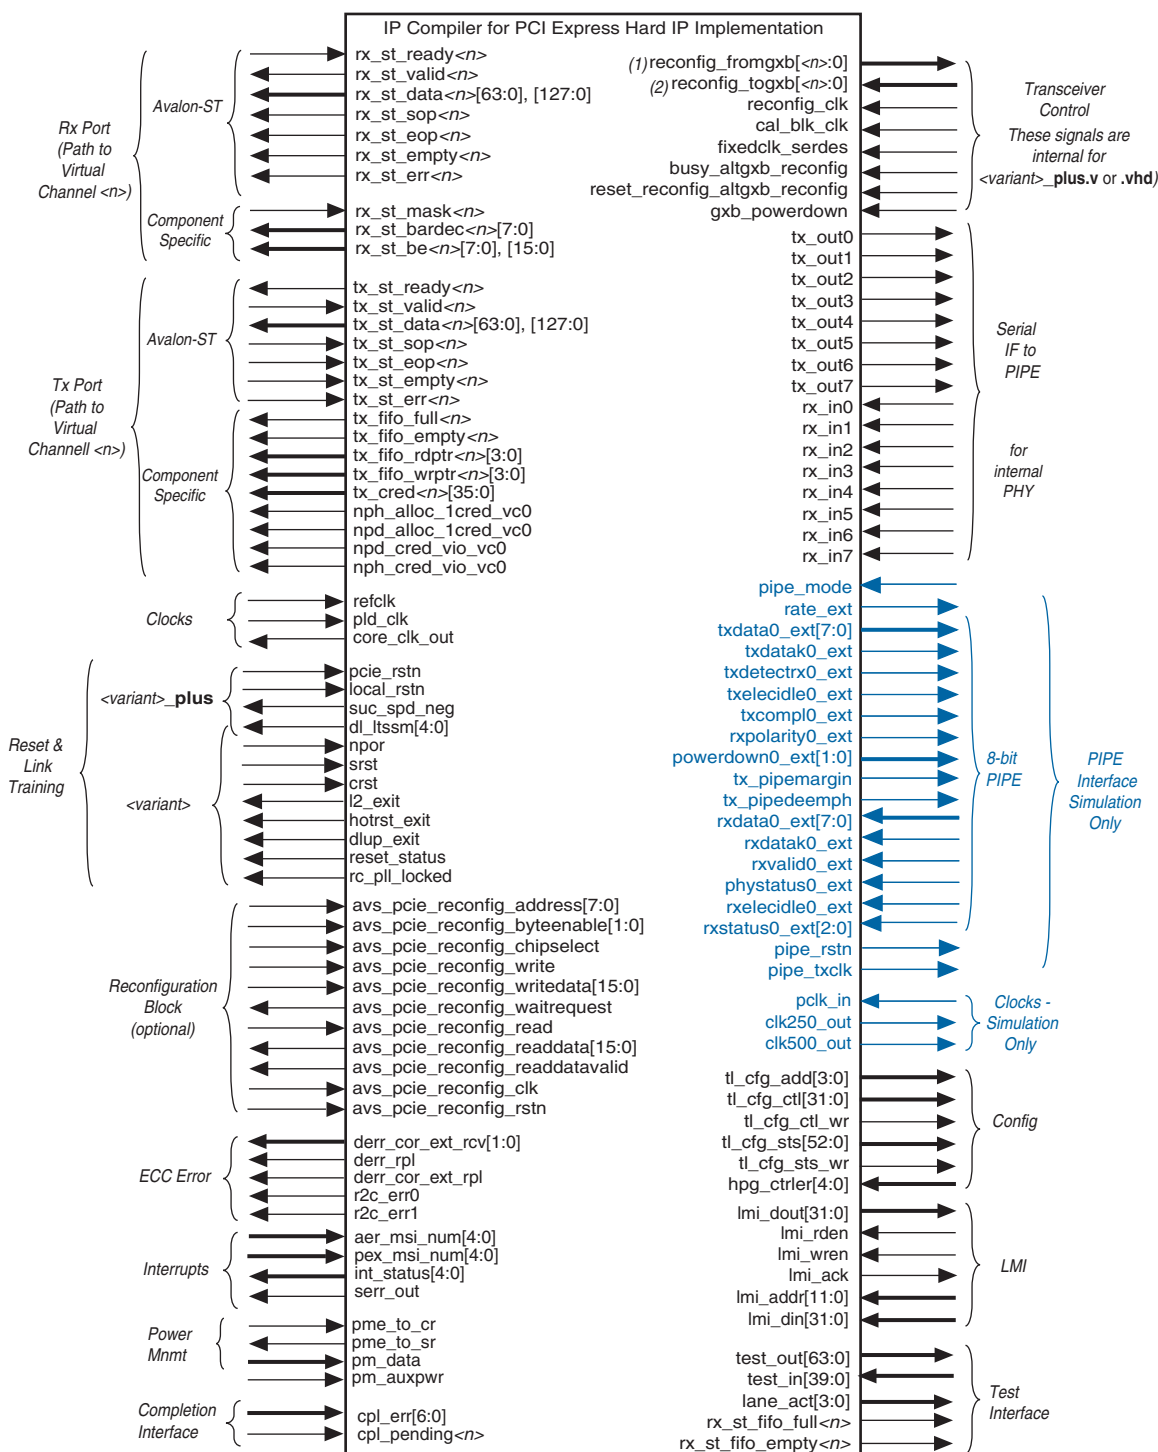 IP Compiler for PCI Express Hard IP Implementation
Rx Port
(Path to
Virtual
Channel <n>)
Avalon-ST
rx_st_ready<n>
rx_st_valid<n>
rx_st_data<n>[63:0], [127:0]
rx_st_sop<n>
rx_st_eop<n>
rx_st_empty<n>
rx_st_err<n>
Component
Specific
rx_st_mask<n>
rx_st_bardec<n>[7:0]
rx_st_be<n>[7:0], [15:0]
Tx Port
(Path to
Virtual
Channell <n>)
Avalon-ST
tx_st_ready<n>
tx_st_valid<n>
tx_st_data<n>[63:0], [127:0]
tx_st_sop<n>
tx_st_eop<n>
tx_st_empty<n>
tx_st_err<n>
Component
Specific
tx_fifo_full<n>
tx_fifo_empty<n>
tx_fifo_rdptr<n>[3:0]
tx_fifo_wrptr<n>[3:0]
tx_cred<n>[35:0]
nph_alloc_1cred_vc0
npd_alloc_1cred_vc0
npd_cred_vio_vc0
nph_cred_vio_vc0
Clocks
refclk
pld_clk
core_clk_out
Reset &
Link
Training
<variant>_plus
pcie_rstn
local_rstn
suc_spd_neg
dl_ltssm[4:0]
<variant>
npor
srst
crst
l2_exit
hotrst_exit
dlup_exit
reset_status
rc_pll_locked
Reconfiguration
Block
(optional)
avs_pcie_reconfig_address[7:0]
avs_pcie_reconfig_byteenable[1:0]
avs_pcie_reconfig_chipselect
avs_pcie_reconfig_write
avs_pcie_reconfig_writedata[15:0]
avs_pcie_reconfig_waitrequest
avs_pcie_reconfig_read
avs_pcie_reconfig_readdata[15:0]
avs_pcie_reconfig_readdatavalid
avs_pcie_reconfig_clk
avs_pcie_reconfig_rstn
ECC Error
derr_cor_ext_rcv[1:0]
derr_rpl
derr_cor_ext_rpl
r2c_err0
r2c_err1
Interrupts
aer_msi_num[4:0]
pex_msi_num[4:0]
int_status[4:0]
serr_out
Power
Mnmt
pme_to_cr
pme_to_sr
pm_data
pm_auxpwr
Completion
Interface
cpl_err[6:0]
cpl_pending<n>
(1) reconfig_fromgxb[<n>:0]
(2) reconfig_togxb[<n>:0]
reconfig_clk
cal_blk_clk
fixedclk_serdes
busy_altgxb_reconfig
reset_reconfig_altgxb_reconfig
gxb_powerdown
Transceiver
Control
These signals are
internal for
<variant>_plus.v or .vhd)
tx_out0
tx_out1
tx_out2
tx_out3
tx_out4
tx_out5
tx_out6
tx_out7
rx_in0
rx_in1
rx_in2
rx_in3
rx_in4
rx_in5
rx_in6
rx_in7
Serial
IF to
PIPE
for
internal
PHY
pipe_mode
rate_ext
txdata0_ext[7:0]
txdatak0_ext
txdetectrx0_ext
txelecidle0_ext
txcompl0_ext
rxpolarity0_ext
powerdown0_ext[1:0]
tx_pipemargin
tx_pipedeemph
rxdata0_ext[7:0]
rxdatak0_ext
rxvalid0_ext
phystatus0_ext
rxelecidle0_ext
rxstatus0_ext[2:0]
pipe_rstn
pipe_txclk
8-bit
PIPE
PIPE
Interface
Simulation
Only
pclk_in
clk250_out
clk500_out
Clocks -
Simulation
Only
tl_cfg_add[3:0]
tl_cfg_ctl[31:0]
tl_cfg_ctl_wr
tl_cfg_sts[52:0]
tl_cfg_sts_wr
hpg_ctrler[4:0]
Config
lmi_dout[31:0]
lmi_rden
lmi_wren
lmi_ack
lmi_addr[11:0]
lmi_din[31:0]
LMI
test_out[63:0]
test_in[39:0]
lane_act[3:0]
rx_st_fifo_full<n>
rx_st_fifo_empty<n>
Test
Interface